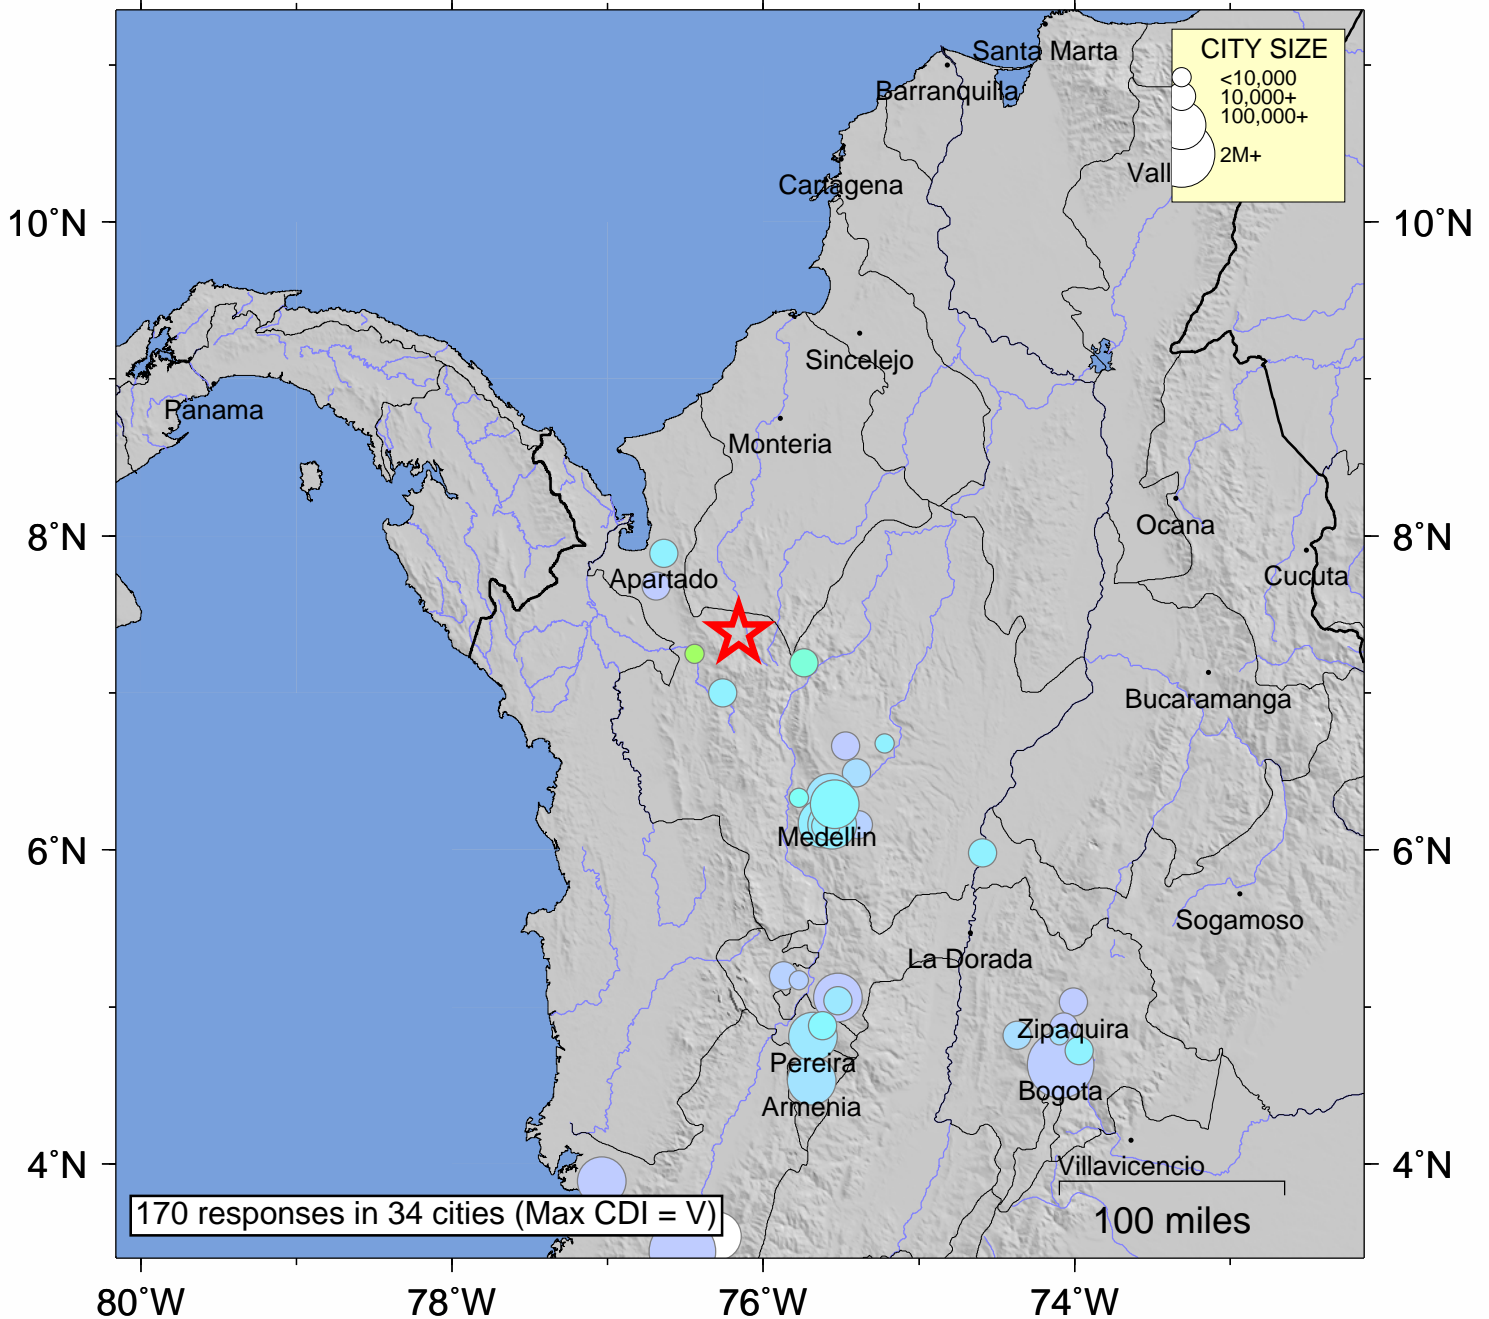 Santa Marta
CITY SIZE
<10,000
10,000+
100,000+
2M+
Barranquilla
Vall
Cartagena
10˚N
10˚N
Sincelejo
Panama
Monteria
Ocana
8˚N
8˚N
Apartado
Cucuta
Bucaramanga
Medellin
6˚N
6˚N
Sogamoso
La Dorada
Zipaquira
Pereira
Bogota
Armenia
4˚N
Villavicencio
4˚N
170 responses in 34 cities (Max CDI = V)
100 miles
80˚W
78˚W
76˚W
74˚W